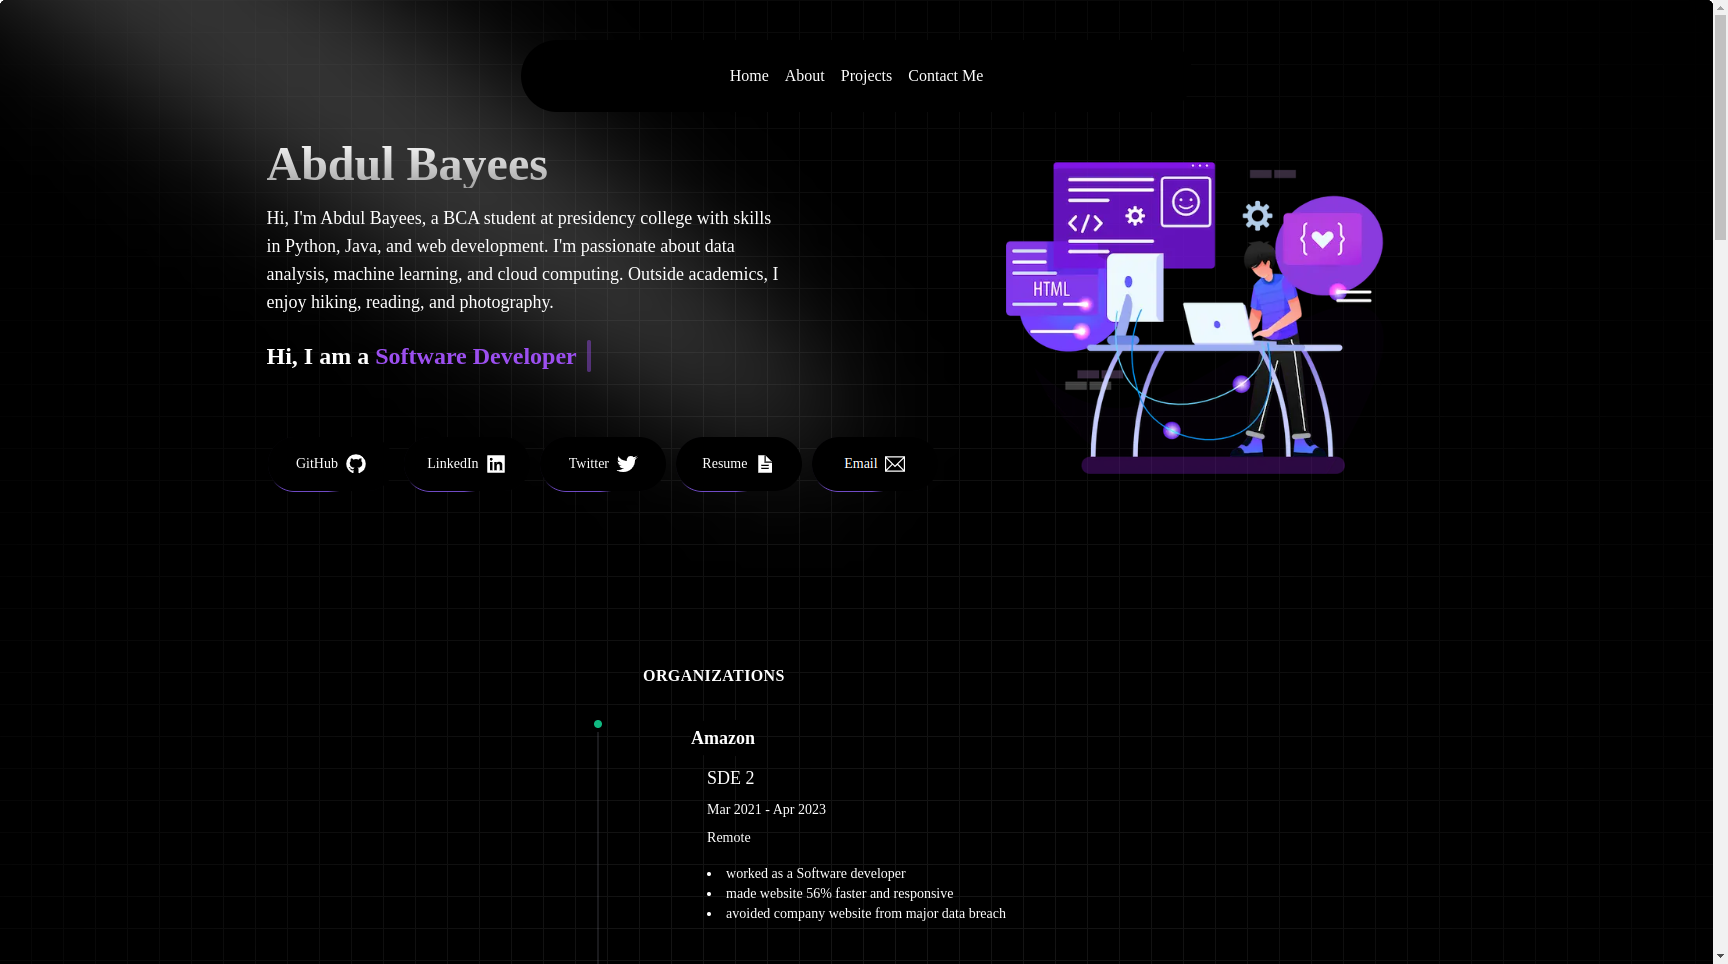 Home About Projects Contact Me
Abdul Bayees
Hi, I'm Abdul Bayees, a BCA student at presidency college with skills
in Python, Java, and web development. I'm passionate about data
analysis, machine learning, and cloud computing. Outside academics, I
enjoy hiking, reading, and photography.
Hi, I am a Software Developer
HTML
GitHub LinkedIn Twitter Resume Email
ORGANIZATIONS
Amazon
SDE 2
Mar 2021 - Apr 2023
Remote
• worked as a Software developer
• made website 56% faster and responsive
• avoided company website from major data breach